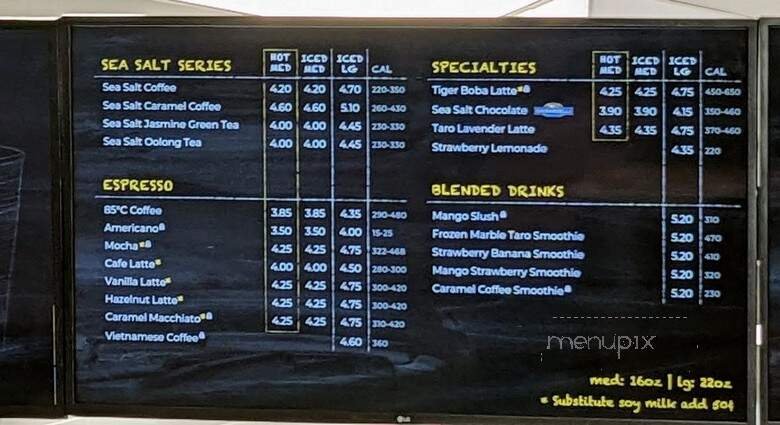 SEA SALT SERIES HOT MED ICED MED ICED LG CAL
Sea Salt Coffee 4.20 4.20 4.70 220-350
Sea Salt Caramel Coffee 4.60 4.60 5.10 260-430
Sea Salt Jasmine Green Tea 4.00 4.00 4.45 230-330
Sea Salt Oolong Tea 4.00 4.00 4.45 230-330
ESPRESSO
85°C Coffee 3.85 3.85 4.35 290-480
Americano 3.50 3.50 4.00 15-25
Mocha* 4.25 4.25 4.75 322-468
Cafe Latte* 4.00 4.00 4.50 280-300
Vanilla Latte* 4.25 4.25 4.75 300-420
Hazelnut Latte* 4.25 4.25 4.75 300-420
Caramel Macchiato* 4.25 4.25 4.75 310-420
Vietnamese Coffee 4.60 360
SPECIALTIES HOT MED ICED MED ICED LG CAL
Tiger Boba Latte* 4.25 4.25 4.75 450-650
Sea Salt Chocolate 3.90 3.90 4.15 350-460
Taro Lavender Latte 4.35 4.35 4.75 370-460
Strawberry Lemonade 4.35 220
BLENDED DRINKS
Mango Slush 5.20 310
Frozen Marble Taro Smoothie 5.20 470
Strawberry Banana Smoothie 5.20 410
Mango Strawberry Smoothie 5.20 320
Caramel Coffee Smoothie 5.20 230
menupix
med: 16oz | lg: 22oz
* Substitute soy milk add 50¢
LG